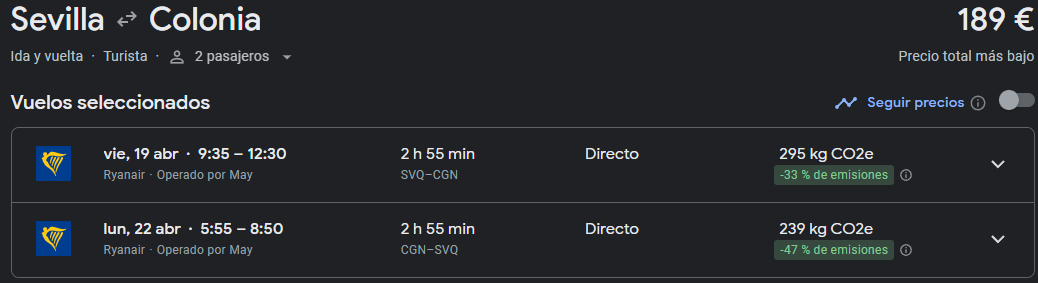 Sevilla Colonia 189 €
Ida y vuelta · Turista · 2 pasajeros Precio total más bajo
Vuelos seleccionados Seguir precios
vie, 19 abr · 9:35 – 12:30 2 h 55 min Directo 295 kg CO2e
Ryanair · Operado por May SVQ–CGN -33 % de emisiones
lun, 22 abr · 5:55 – 8:50 2 h 55 min Directo 239 kg CO2e
Ryanair · Operado por May CGN–SVQ -47 % de emisiones